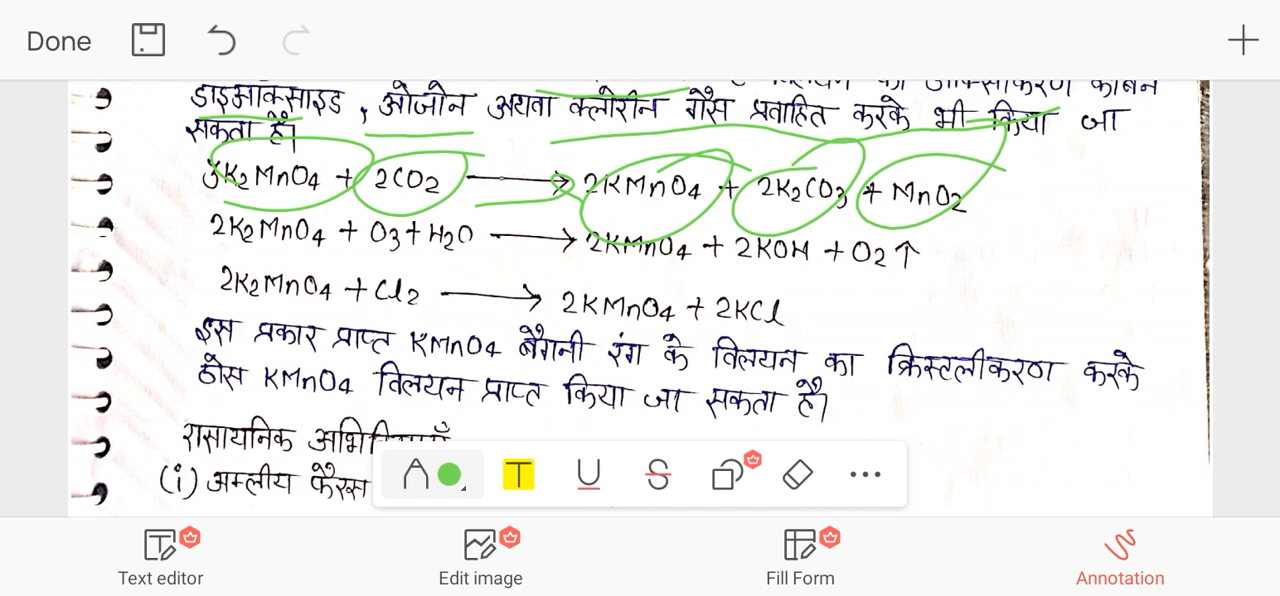 Done
डाइऑक्साइड, ओजोन अथवा क्लोरीन गैस प्रवाहित करके भी किया जा
सकता है।
3K2MnO4 + 2CO2 ⟶ 2KMnO4 + 2K2CO3 + MnO2
2K2MnO4 + O3 + H2O ⟶ 2KMnO4 + 2KOH + O2↑
2K2MnO4 + Cl2 ⟶ 2KMnO4 + 2KCl
इस प्रकार प्राप्त KMnO4 बैंगनी रंग के विलयन का क्रिस्टलीकरण करके
ठोस KMnO4 विलयन प्राप्त किया जा सकता है।
रासायनिक
(i) अम्लीय फैरस
T U S
Text editor Edit image Fill Form Annotation